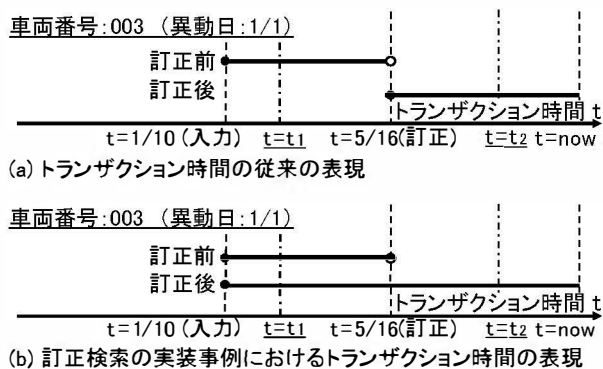 車両番号:003 (異動日:1/1)
訂正前
訂正後
トランザクション時間 t
t=1/10 (入力) t=t1 t=5/16(訂正) t=t2 t=now
(a) トランザクション時間の従来の表現
車両番号:003 (異動日:1/1)
訂正前
訂正後
トランザクション時間 t
t=1/10 (入力) t=t1 t=5/16(訂正) t=t2 t=now
(b) 訂正検索の実装事例におけるトランザクション時間の表現